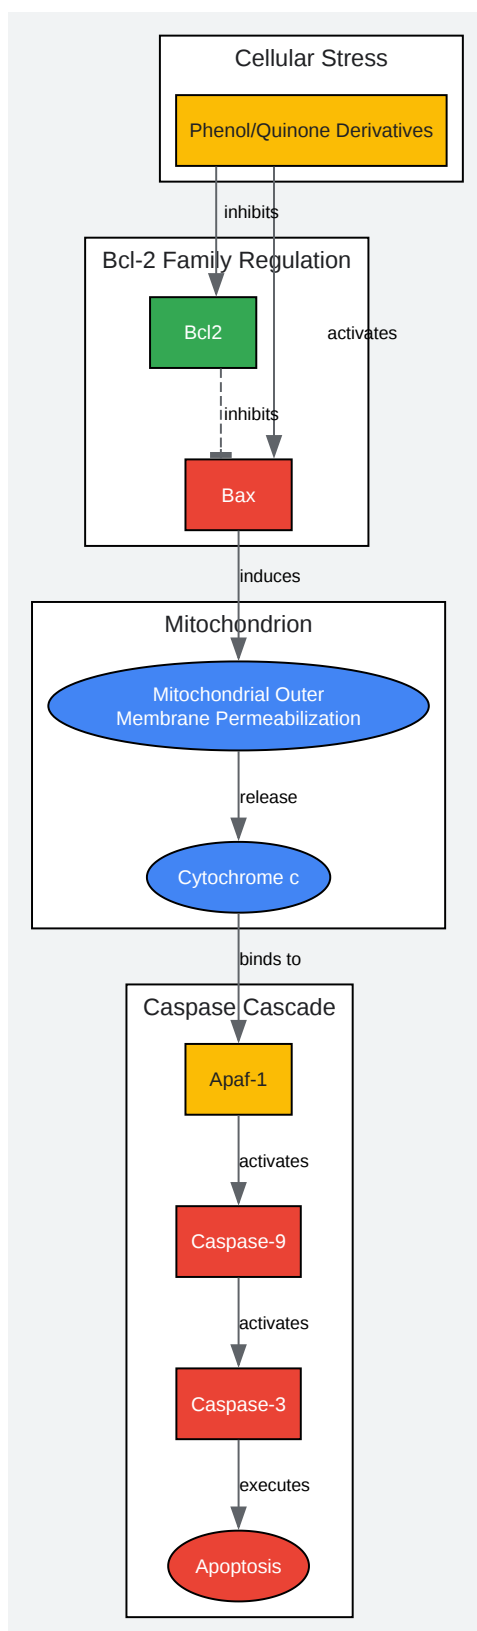 Cellular Stress
Phenol/Quinone Derivatives
inhibits
Bcl-2 Family Regulation
Bcl2
activates
inhibits
Bax
induces
Mitochondrion
Mitochondrial Outer
Membrane Permeabilization
release
Cytochrome c
binds to
Caspase Cascade
Apaf-1
activates
Caspase-9
activates
Caspase-3
executes
Apoptosis